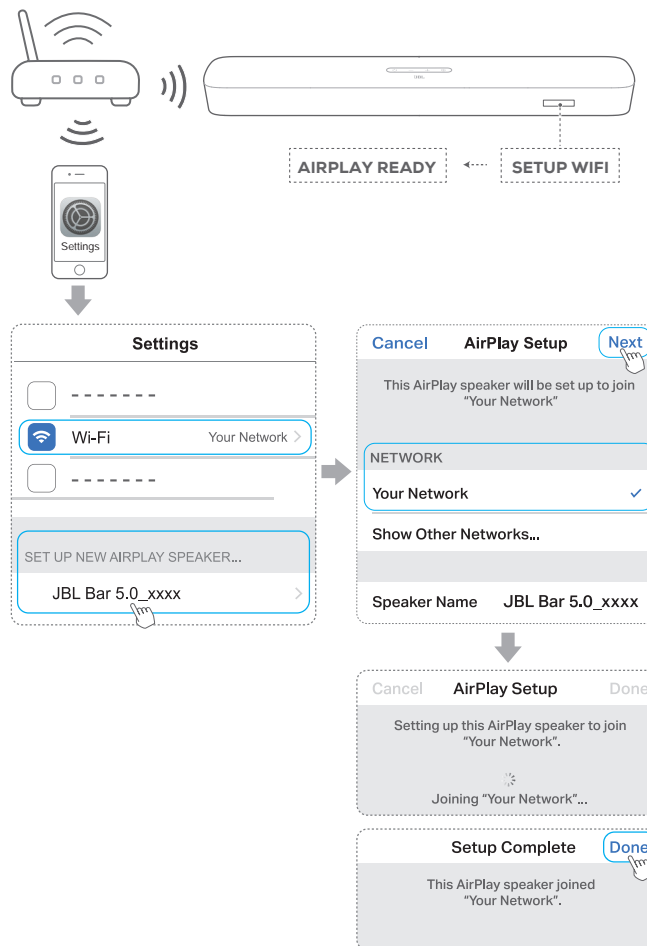 JBL
AIRPLAY READY
SETUP WIFI
Settings
Settings
Wi-Fi Your Network
SET UP NEW AIRPLAY SPEAKER...
JBL Bar 5.0_xxxx
Cancel AirPlay Setup Next
This AirPlay speaker will be set up to join
“Your Network”
NETWORK
Your Network
Show Other Networks...
Speaker Name JBL Bar 5.0_xxxx
Cancel AirPlay Setup Done
Setting up this AirPlay speaker to join
“Your Network”.
Joining “Your Network”...
Setup Complete Done
This AirPlay speaker joined
“Your Network”.